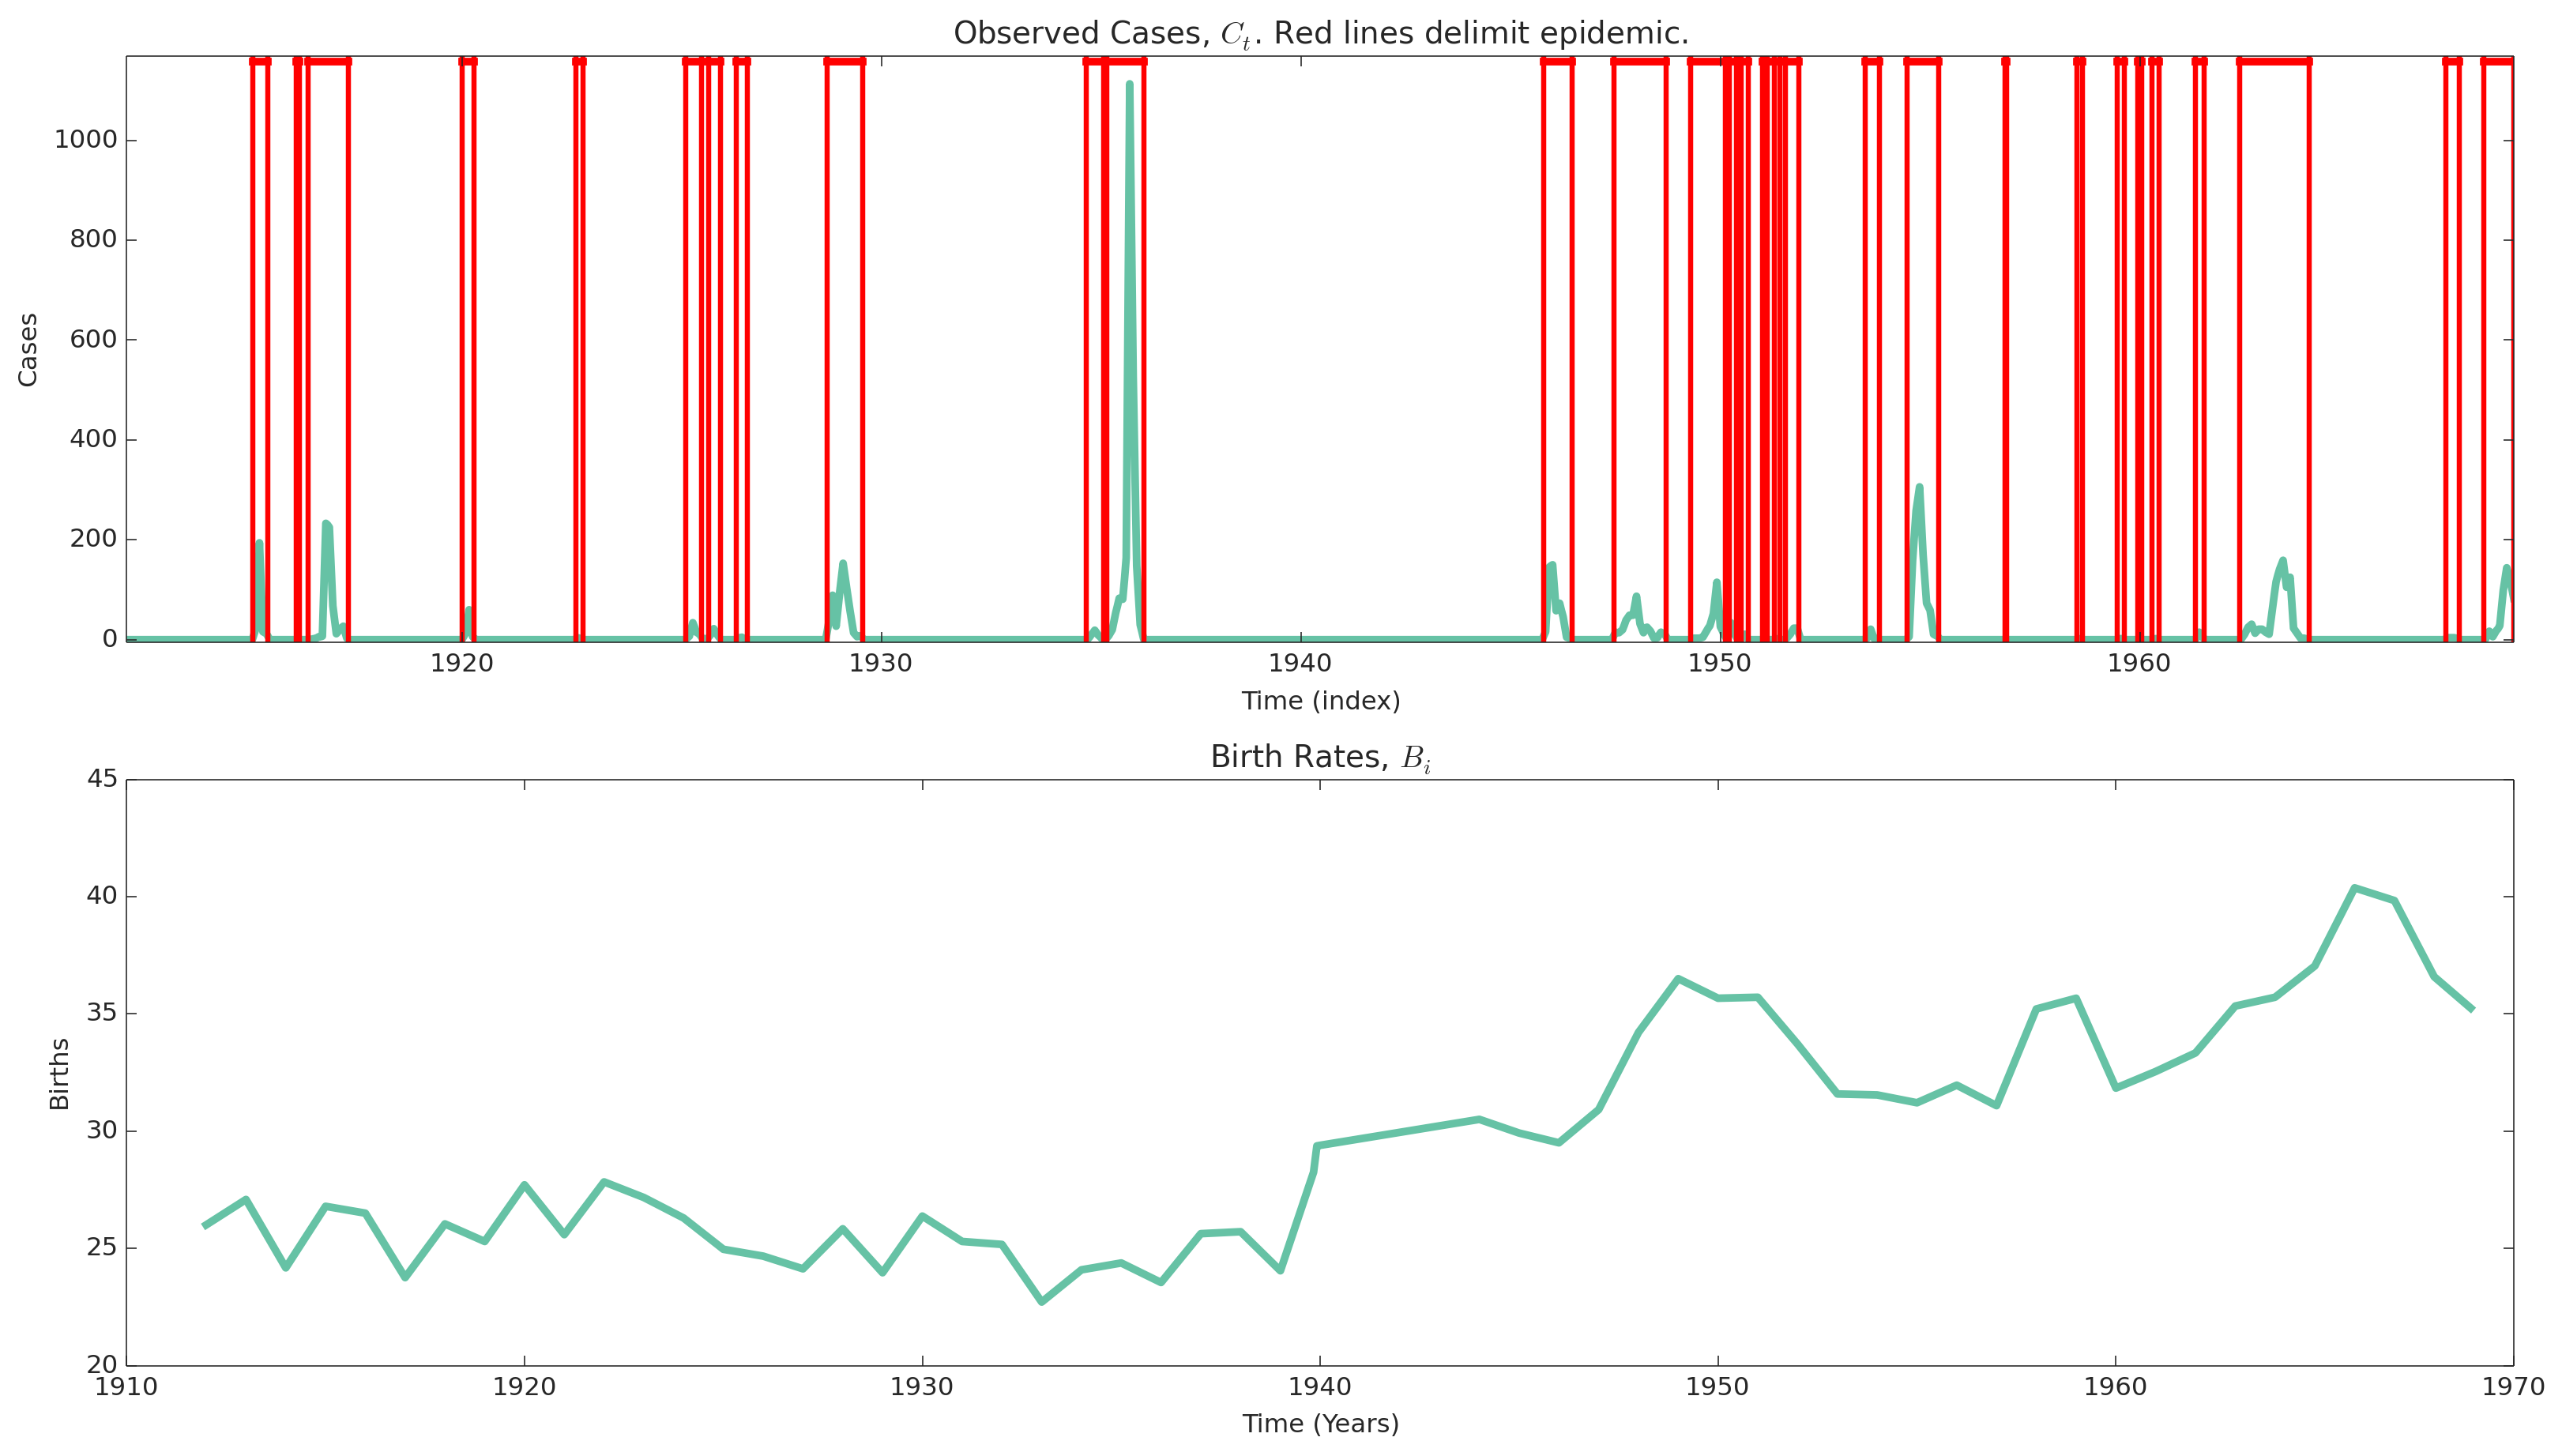 Observed Cases, C_t. Red lines delimit epidemic.
1000
800
600
400
200
0
Cases
1920 1930 1940 1950 1960
Time (index)
Birth Rates, B_i
45
40
35
30
25
20
Births
1910 1920 1930 1940 1950 1960 1970
Time (Years)